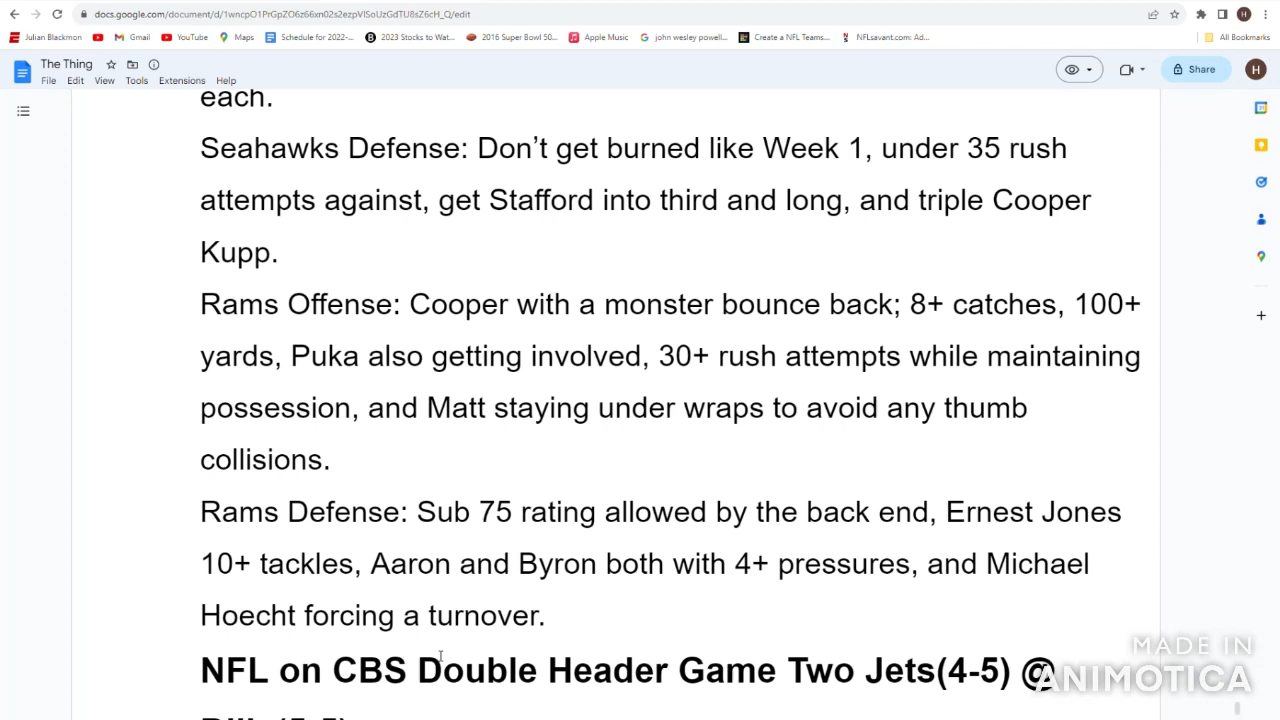 docs.google.com/document/d/1wncpO1PrGpZO6z66xn02s2ezpVlSoUzGdTU8sZ6cH_Q/edit
Julian Blackmon
Gmail
YouTube
Maps
Schedule for 2022-...
2023 Stocks to Wat...
2016 Super Bowl 50...
Apple Music
john wesley powell...
Create a NFL Teams...
NFLsavant.com: Ad...
All Bookmarks
The Thing
File Edit View Tools Extensions Help
Share
H
each.
Seahawks Defense: Don’t get burned like Week 1, under 35 rush
attempts against, get Stafford into third and long, and triple Cooper
Kupp.
Rams Offense: Cooper with a monster bounce back; 8+ catches, 100+
yards, Puka also getting involved, 30+ rush attempts while maintaining
possession, and Matt staying under wraps to avoid any thumb
collisions.
Rams Defense: Sub 75 rating allowed by the back end, Ernest Jones
10+ tackles, Aaron and Byron both with 4+ pressures, and Michael
Hoecht forcing a turnover.
NFL on CBS Double Header Game Two Jets(4-5) @
MADE IN
ANIMOTICA